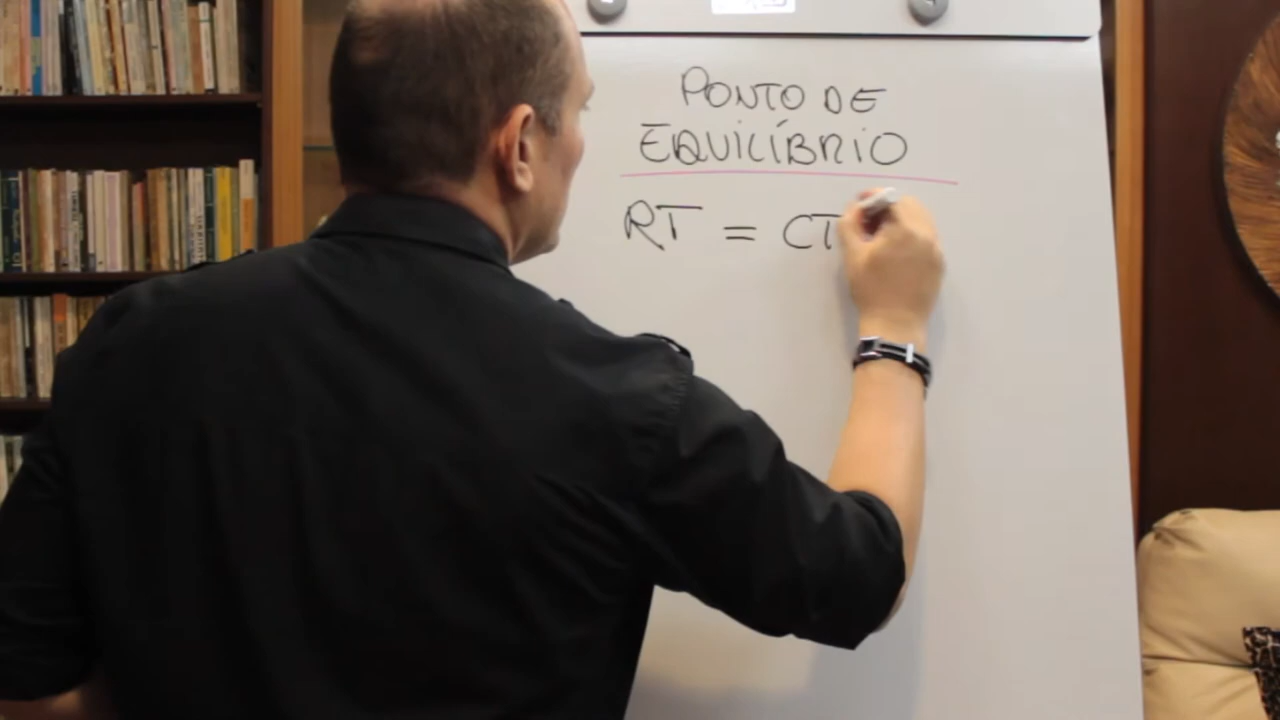 PONTO DE
EQUILÍBRIO
RT = CT